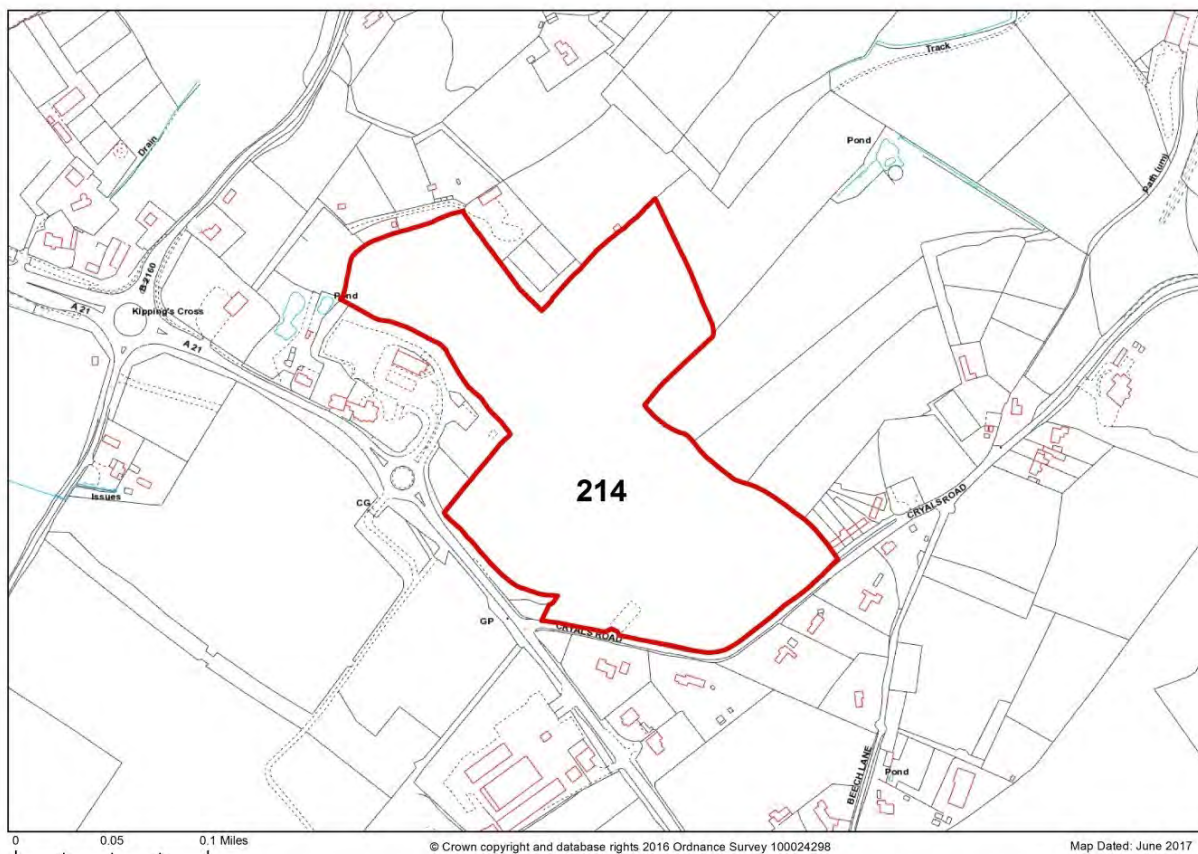 Track
Drain
Pond
Path (um)
B 2160
Pond
A 21
Kipping's Cross
A 21
214
Issues
CG
CRYALS ROAD
GP
CRYALS ROAD
BEECH LANE
Pond
0 0.05 0.1 Miles
© Crown copyright and database rights 2016 Ordnance Survey 100024298
Map Dated: June 2017